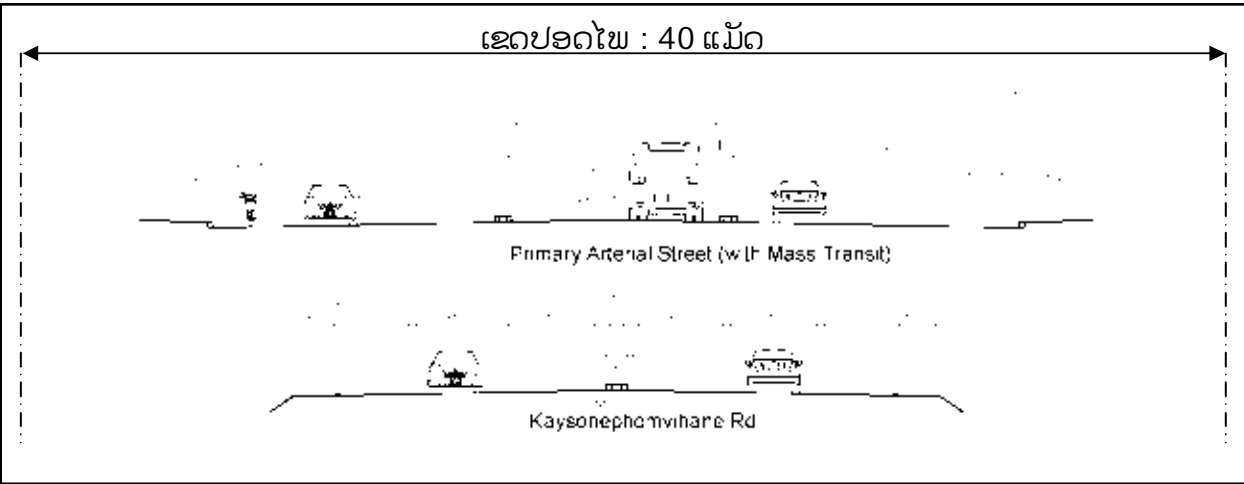 ເຂດປອດໄພ : 40 ແມັດ
Primary Arterial Street (with Mass Transit)
Kaysonephomvihane Rd